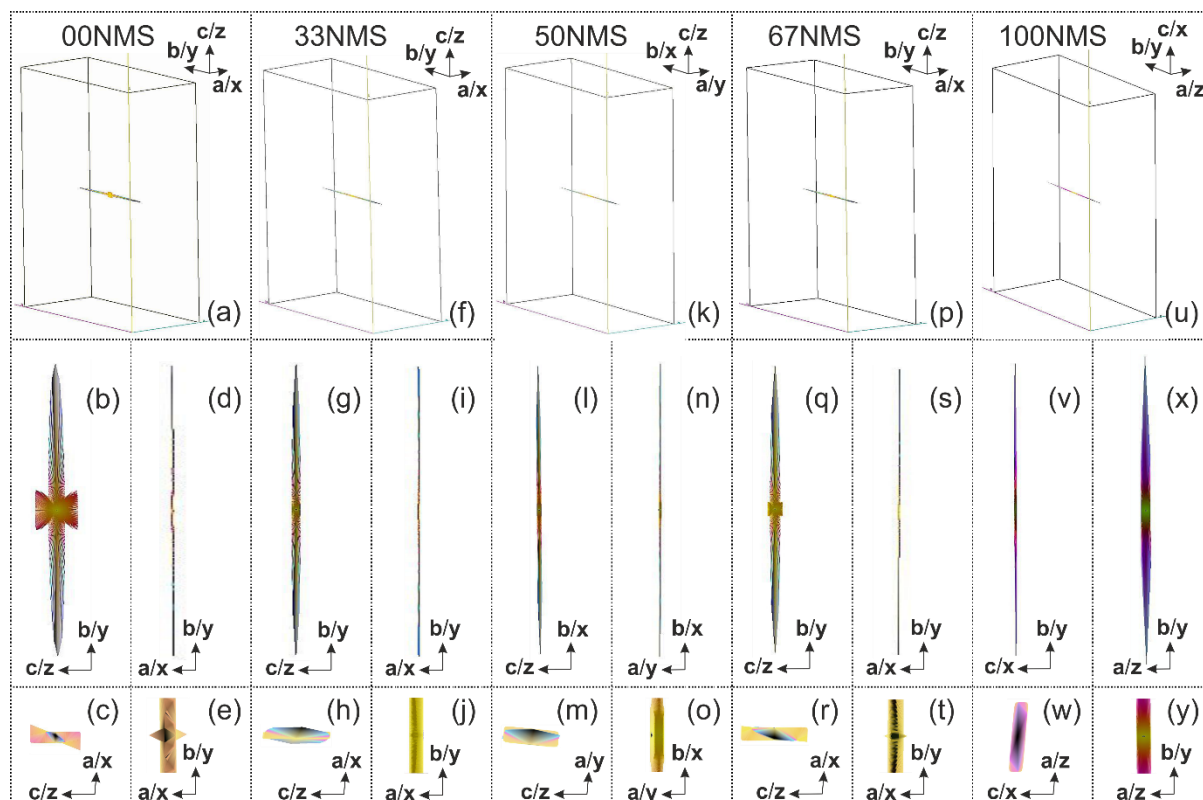 00NMS 33NMS 50NMS 67NMS 100NMS
c/z c/z c/z c/z c/x
b/y b/y b/x b/y b/y
a/x a/x a/y a/x a/z
(a) (f) (k) (p) (u)
(b) (d) (g) (i) (l) (n) (q) (s) (v) (x)
b/y b/y b/y b/y b/x b/x b/y b/y b/y b/y
c/z a/x c/z a/x c/z a/y c/z a/x c/x a/z
(c) (e) (h) (j) (m) (o) (r) (t) (w) (y)
a/x b/y a/x b/y a/y b/x a/x b/y a/z b/y
c/z a/x c/z a/x c/z a/y c/z a/x c/x a/z